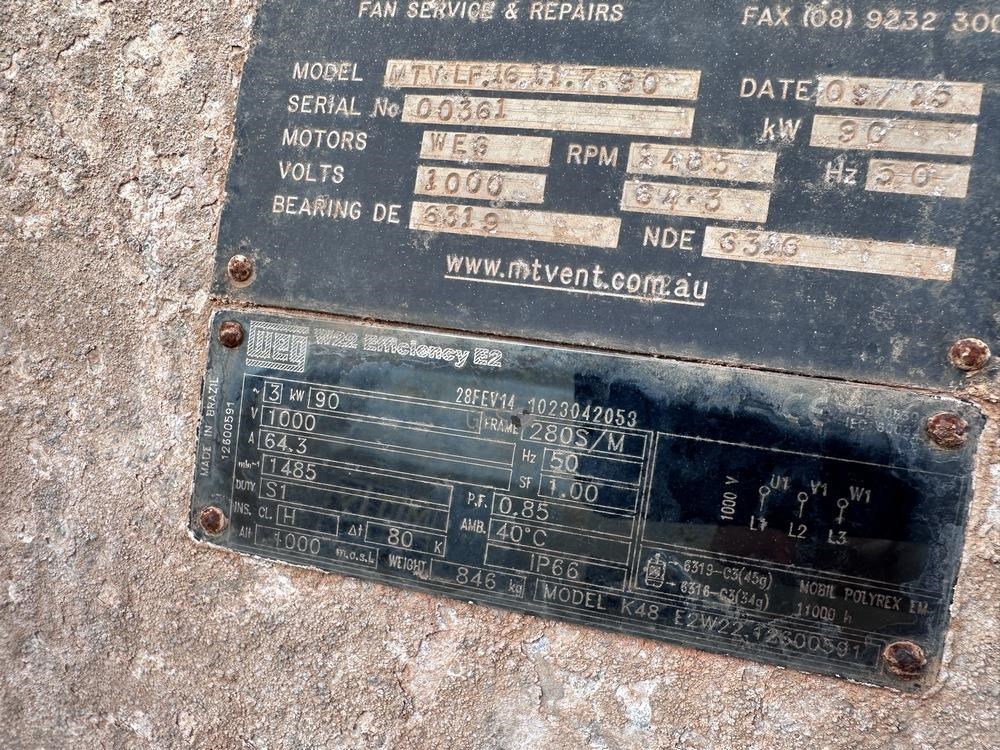 FAN SERVICE & REPAIRS FAX (08) 9232 300
MODEL MTV.LP.16.11.7.90 DATE 09/15
SERIAL No 00361 kW 90
MOTORS WEG RPM 1485 Hz 50
VOLTS 1000 64.3
BEARING DE 6319 NDE 6316
www.mtvent.com.au
WEG W22 Efficiency E2
MADE IN BRAZIL
12600591
~ 3 kW 90 28FEV14 1023042053
V 1000 FRAME 280S/M
A 64.3 Hz 50
min-1 1485 SF 1.00
DUTY S1 P.F. 0.85
INS. CL. H Δt 80 K AMB. 40°C
Alt 1000 m.a.s.l. WEIGHT 846 kg IP66
1000 V U1 V1 W1
L1 L2 L3
6319-C3(45g) MOBIL POLYREX EM
6316-C3(34g) 11000 h
MODEL K48 E2W22 12600591